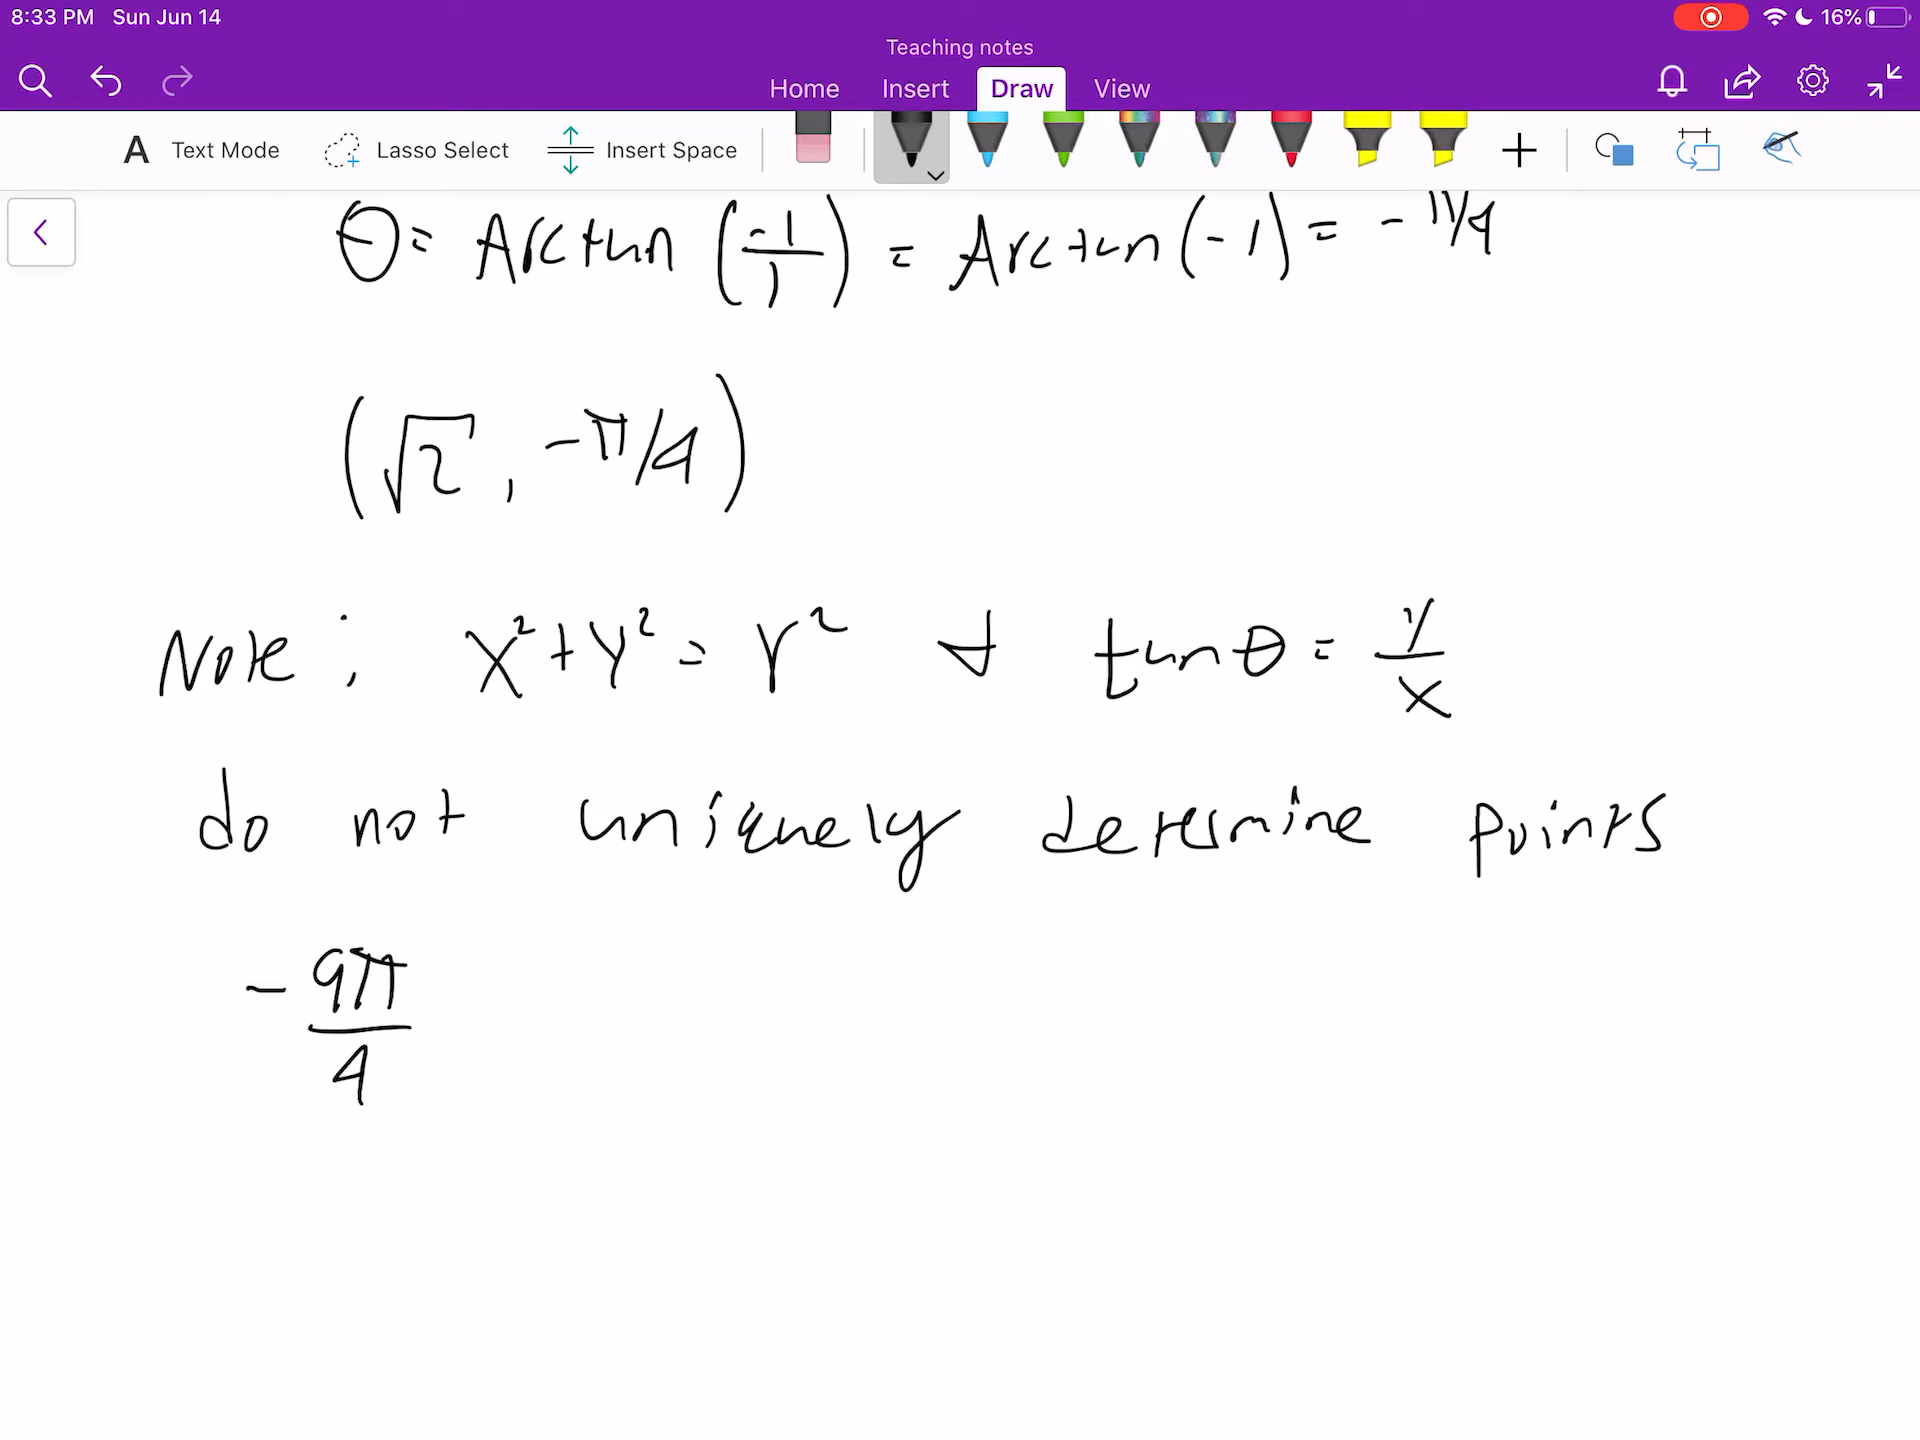 8:33 PM Sun Jun 14 16%
Teaching notes
Home Insert Draw View
A Text Mode Lasso Select Insert Space
θ = Arctan (-1/1) = Arctan (-1) = - π/4
(√2, -π/4)
Note: x² + y² = r² & tanθ = y/x
do not uniquely determine points
- 9π/4